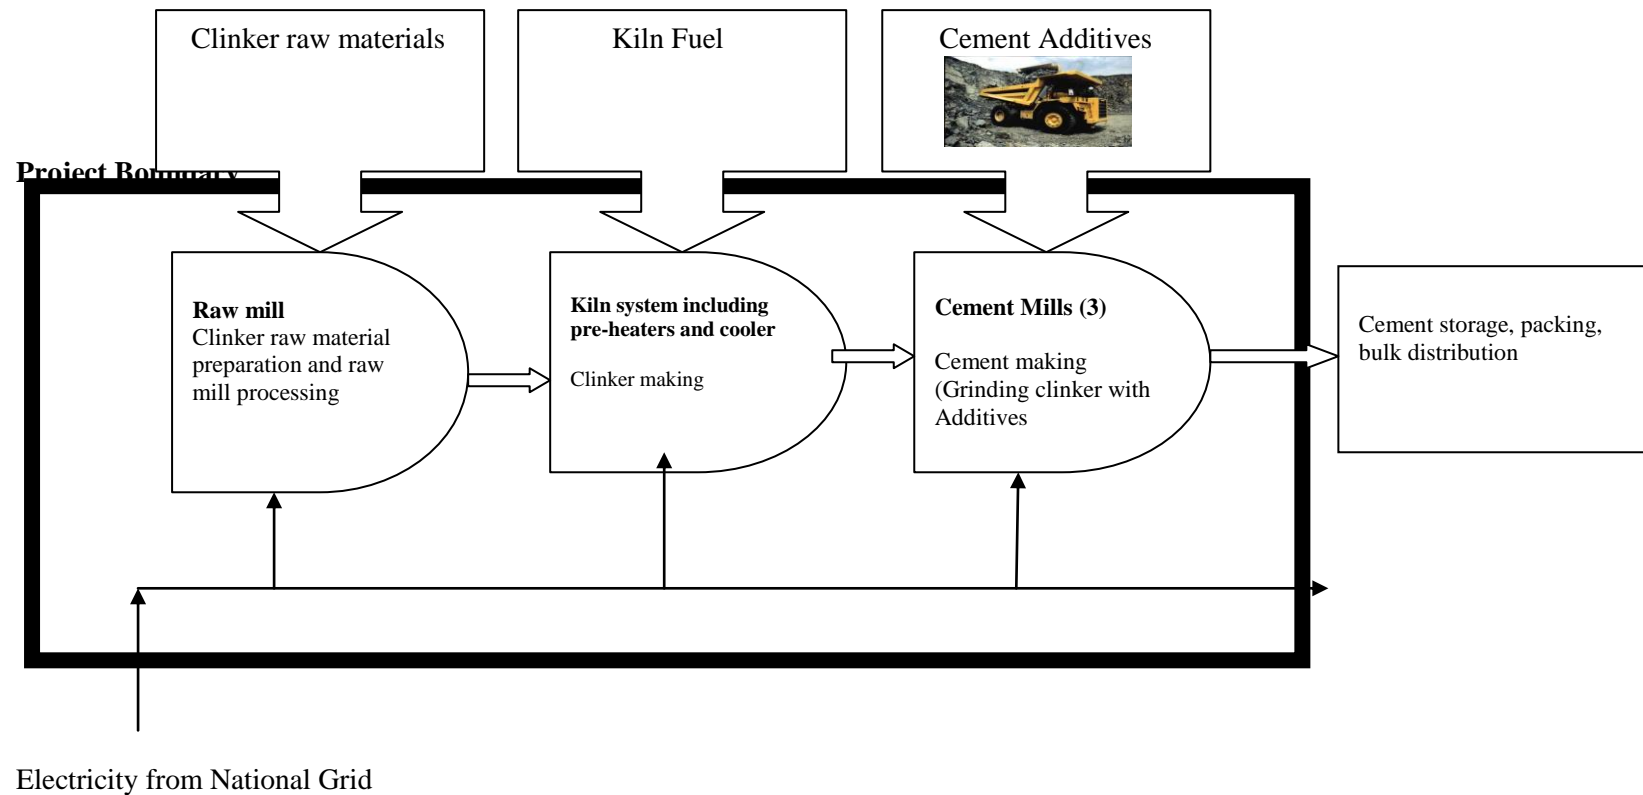 Clinker raw materials
Kiln Fuel
Cement Additives
Project Boundary
Raw mill
Clinker raw material
preparation and raw
mill processing
Kiln system including
pre-heaters and cooler
Clinker making
Cement Mills (3)
Cement making
(Grinding clinker with
Additives
Cement storage, packing,
bulk distribution
Electricity from National Grid